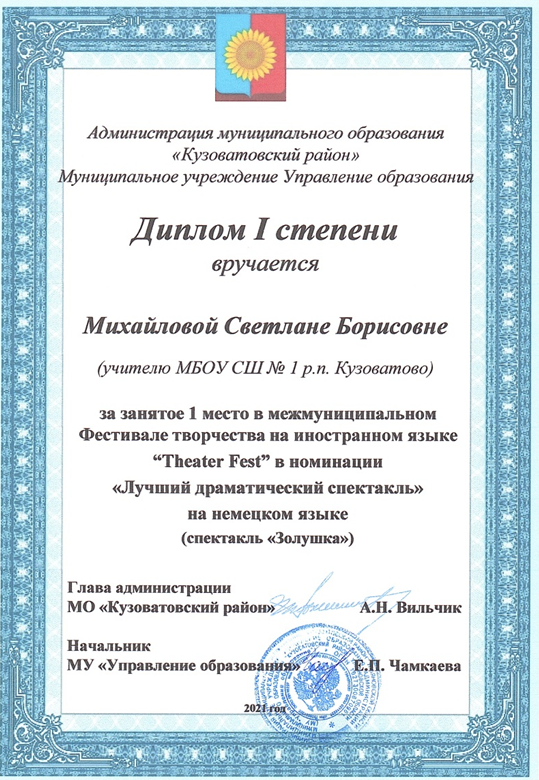 Администрация муниципального образования
«Кузоватовский район»
Муниципальное учреждение Управление образования
Диплом I степени
вручается
Михайловой Светлане Борисовне
(учителю МБОУ СШ № 1 р.п. Кузоватово)
за занятое 1 место в межмуниципальном
Фестивале творчества на иностранном языке
“Theater Fest” в номинации
«Лучший драматический спектакль»
на немецком языке
(спектакль «Золушка»)
Глава администрации
МО «Кузоватовский район» А.Н. Вильчик
Начальник
МУ «Управление образования» Е.П. Чамкаева
2021 год